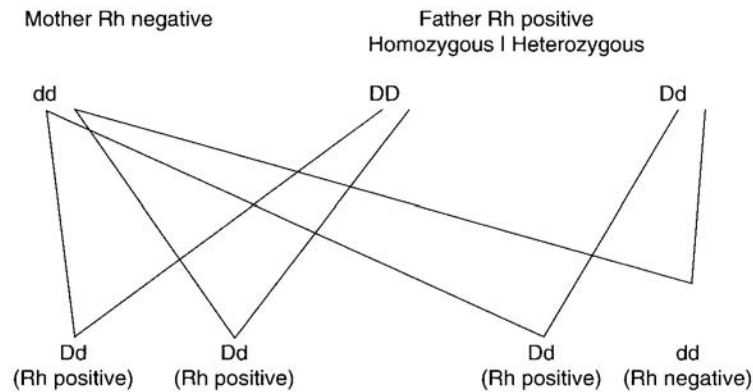 Mother Rh negative
Father Rh positive
Homozygous | Heterozygous
dd
DD
Dd
Dd
(Rh positive)
Dd
(Rh positive)
Dd
(Rh positive)
dd
(Rh negative)